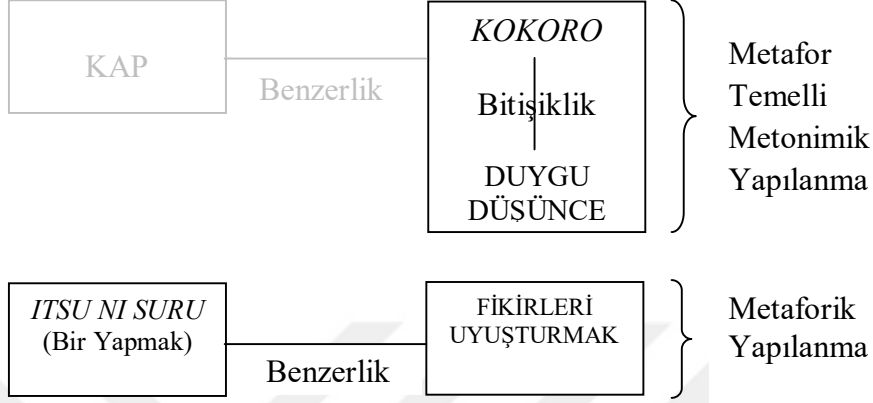 KAP
Benzerlik
KOKORO
Bitişiklik
DUYGU
DÜŞÜNCE
Metafor
Temelli
Metonimik
Yapılanma
ITSU NI SURU
(Bir Yapmak)
Benzerlik
FİKİRLERİ
UYUŞTURMAK
Metaforik
Yapılanma